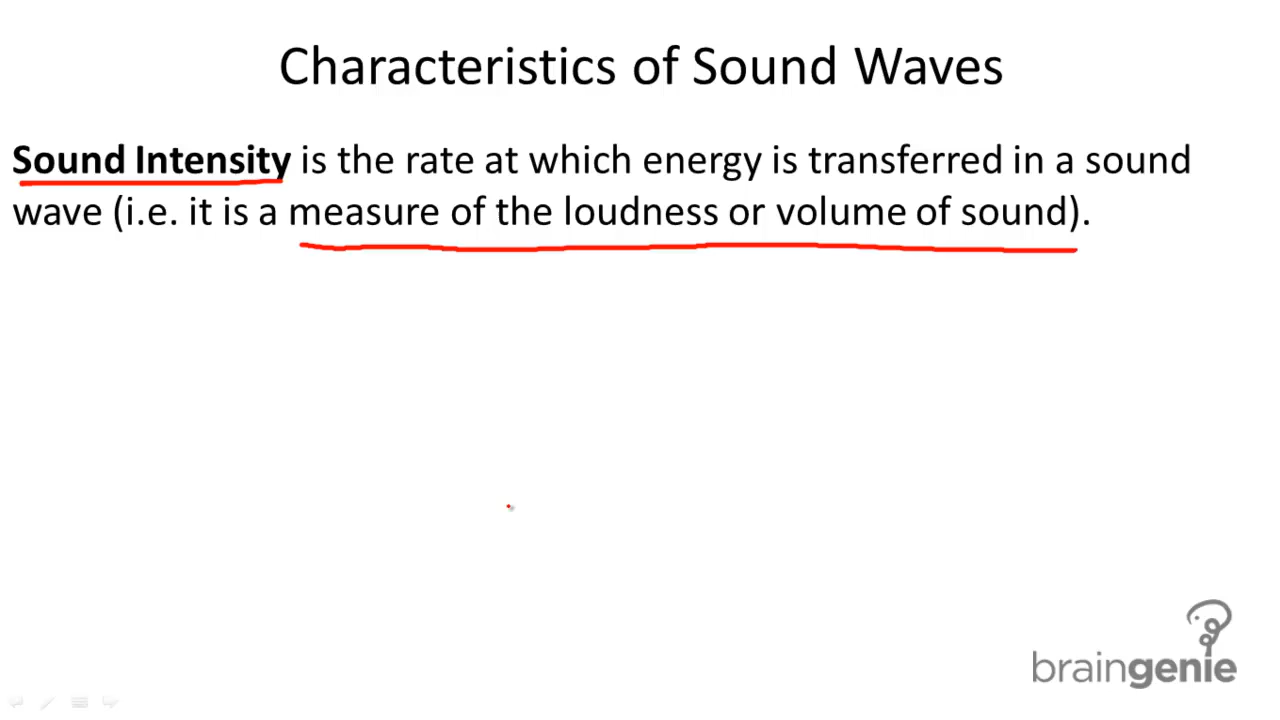 Characteristics of Sound Waves
Sound Intensity is the rate at which energy is transferred in a sound
wave (i.e. it is a measure of the loudness or volume of sound).
braingenie